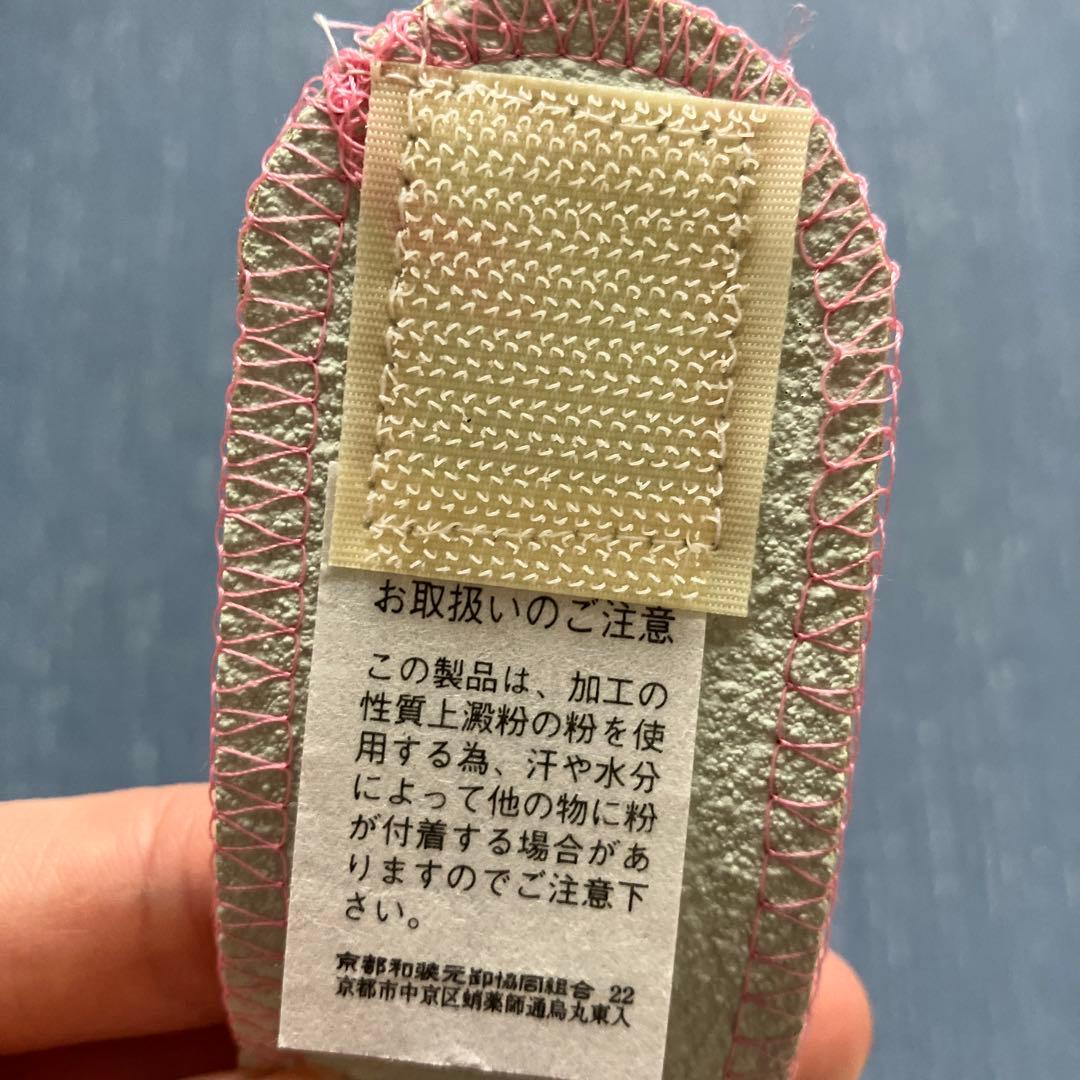 お取扱いのご注意
この製品は、加工の
性質上澱粉の粉を使
用する為、汗や水分
によって他の物に粉
が付着する場合があ
りますのでご注意下
さい。
京都和装元卸協同組合 22
京都市中京区蛸薬師通烏丸東入